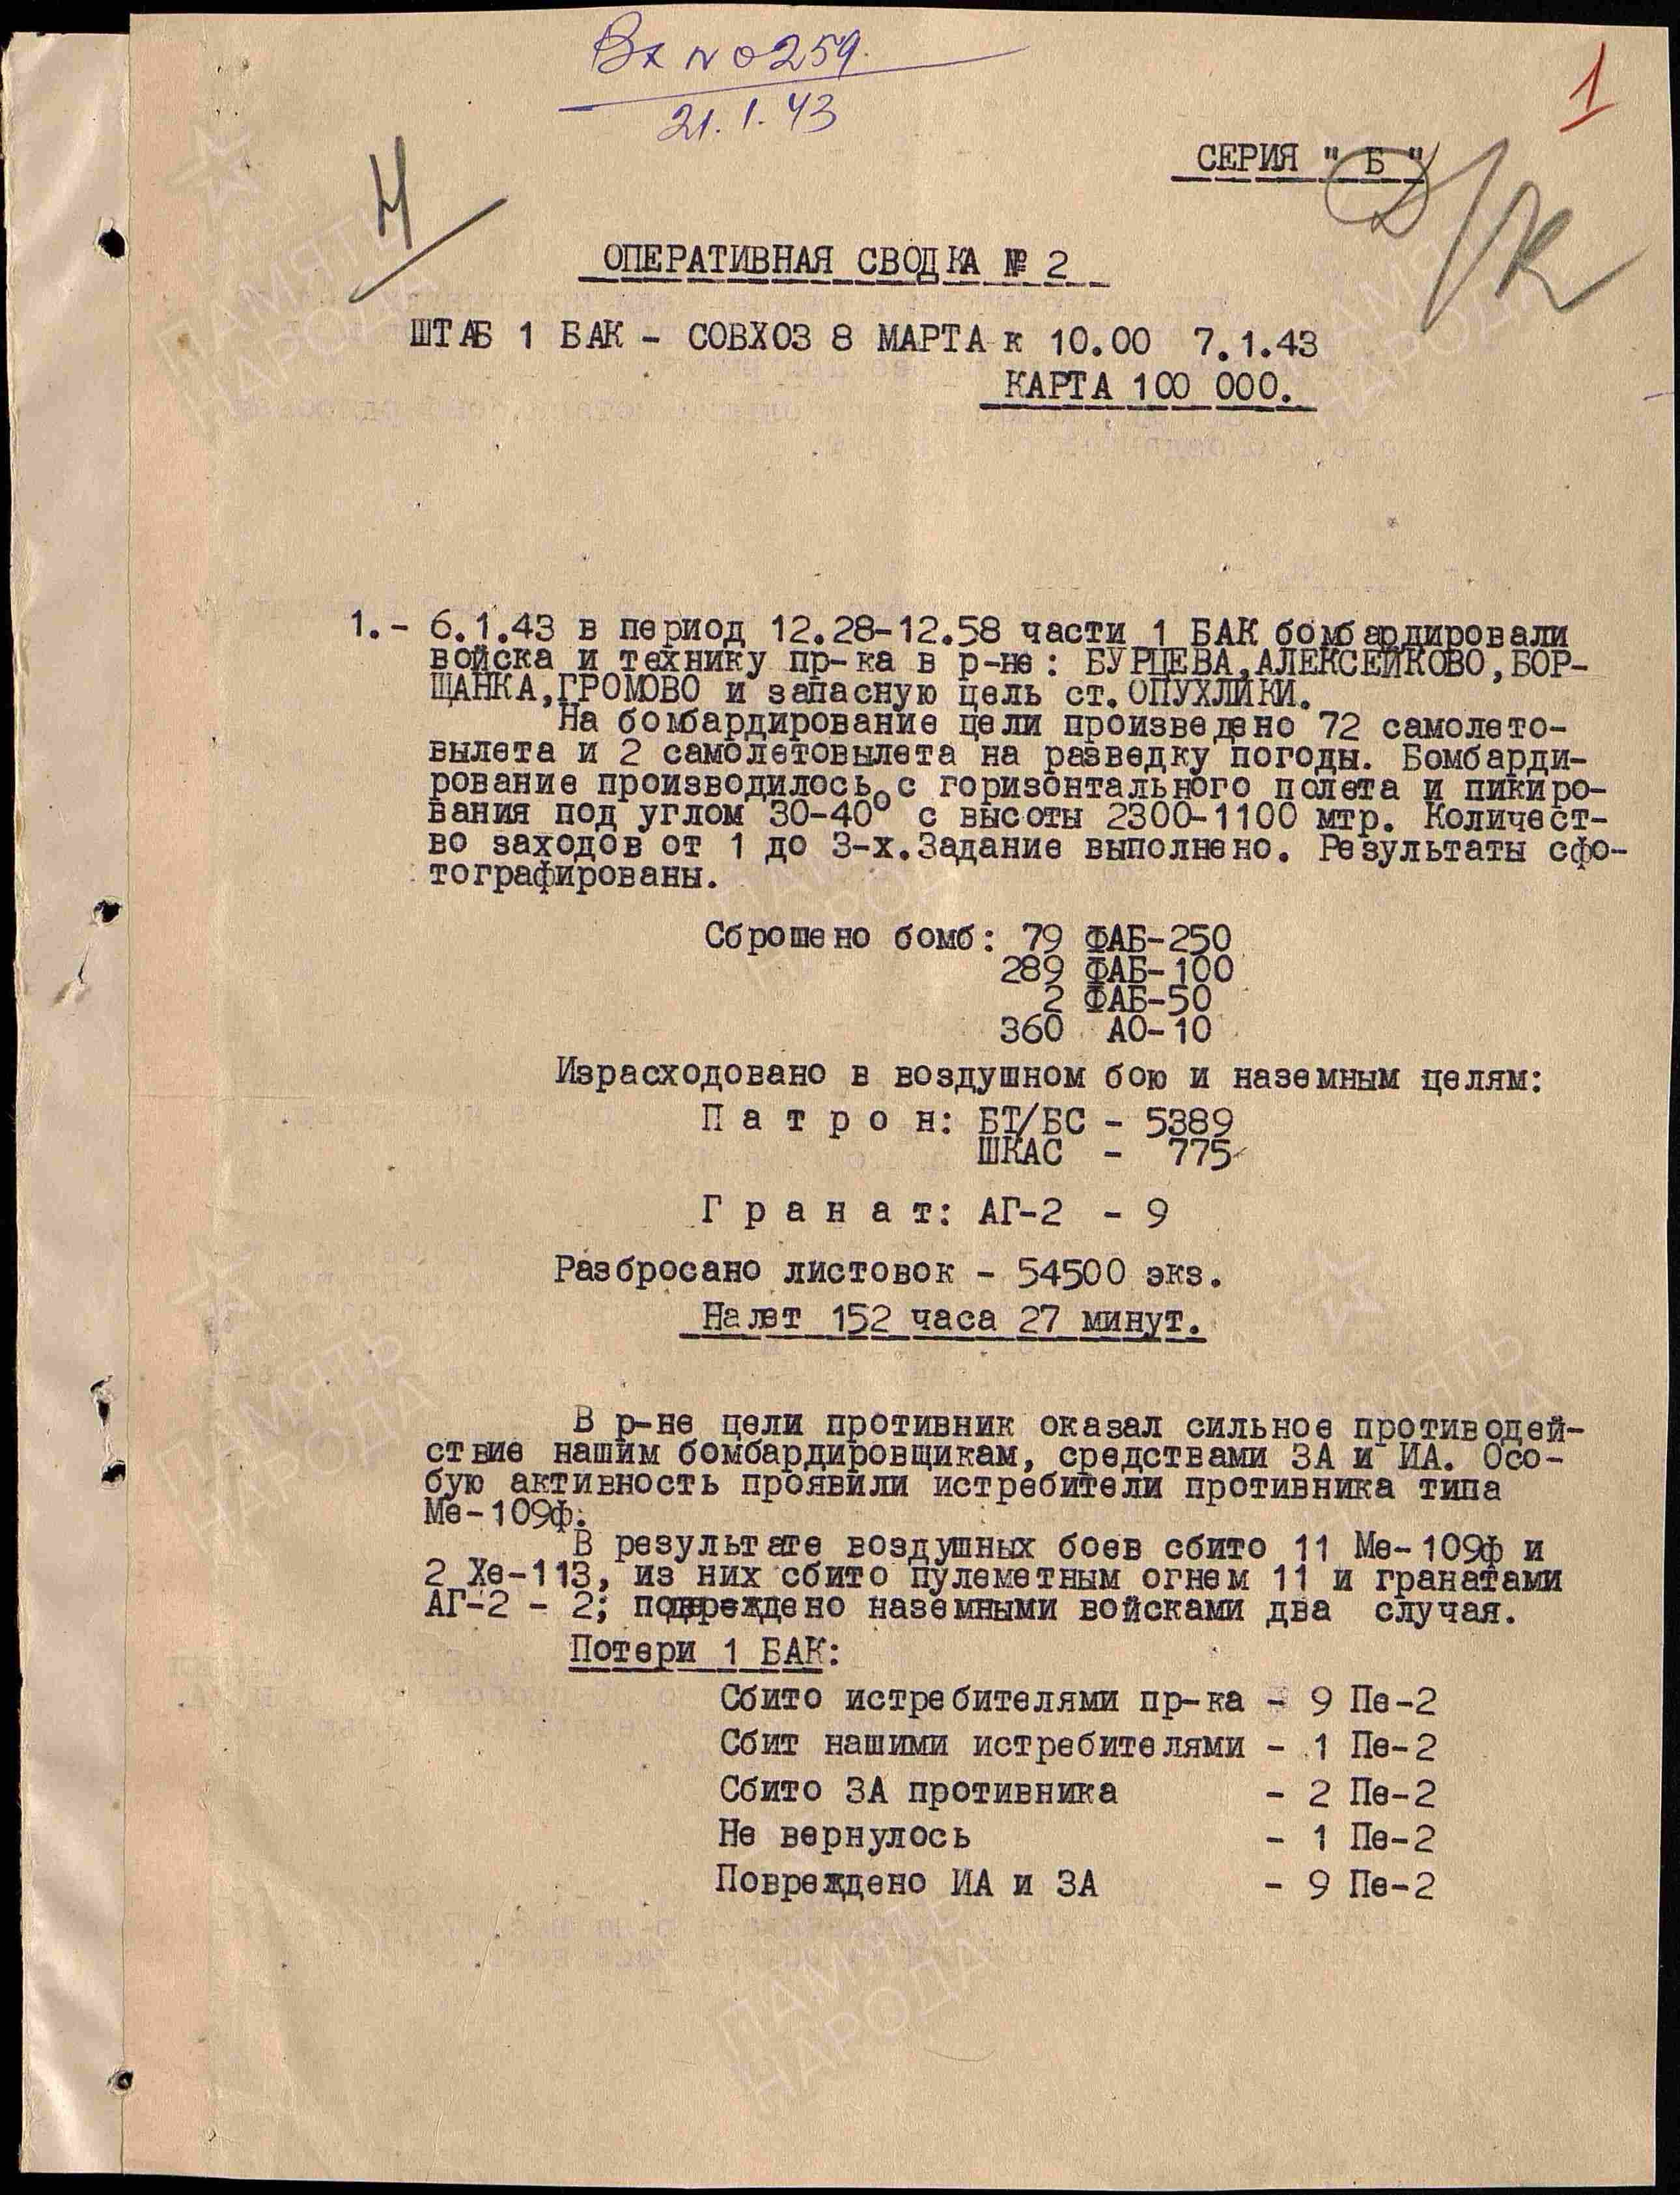 Вх № 259.
21.1.43
1
СЕРИЯ "Б"
Н
ОПЕРАТИВНАЯ СВОДКА № 2
ШТАБ 1 БАК - СОВХОЗ 8 МАРТА к 10.00 7.1.43
КАРТА 100 000.
1.- 6.1.43 в период 12.28-12.58 части 1 БАК бомбардировали
войска и технику пр-ка в р-не: БУРЦЕВА,АЛЕКСЕЙКОВО,БОР-
ЩАНКА,ГРОМОВО и запасную цель ст.ОПУХЛИКИ.
На бомбардирование цели произведено 72 самолето-
вылета и 2 самолетовылета на разведку погоды. Бомбарди-
рование производилось с горизонтального полета и пикиро-
вания под углом 30-40° с высоты 2300-1100 мтр. Количест-
во заходов от 1 до 3-х.Задание выполнено. Результаты сфо-
тографированы.
Сброшено бомб: 79 ФАБ-250
289 ФАБ-100
2 ФАБ-50
360 АО-10
Израсходовано в воздушном бою и наземным целям:
П а т р о н: БТ/БС - 5389
ШКАС - 775
Г р а н а т: АГ-2 - 9
Разбросано листовок - 54500 экз.
Налет 152 часа 27 минут.
В р-не цели противник оказал сильное противодей-
ствие нашим бомбардировщикам, средствами ЗА и ИА. Осо-
бую активность проявили истребители противника типа
Ме-109ф.
В результате воздушных боев сбито 11 Ме-109ф и
2 Хе-113, из них сбито пулеметным огнем 11 и гранатами
АГ-2 - 2; подверждено наземными войсками два случая.
Потери 1 БАК:
Сбито истребителями пр-ка - 9 Пе-2
Сбит нашими истребителями - 1 Пе-2
Сбито ЗА противника - 2 Пе-2
Не вернулось - 1 Пе-2
Повреждено ИА и ЗА - 9 Пе-2
ПАМЯТЬ
НАРОДА